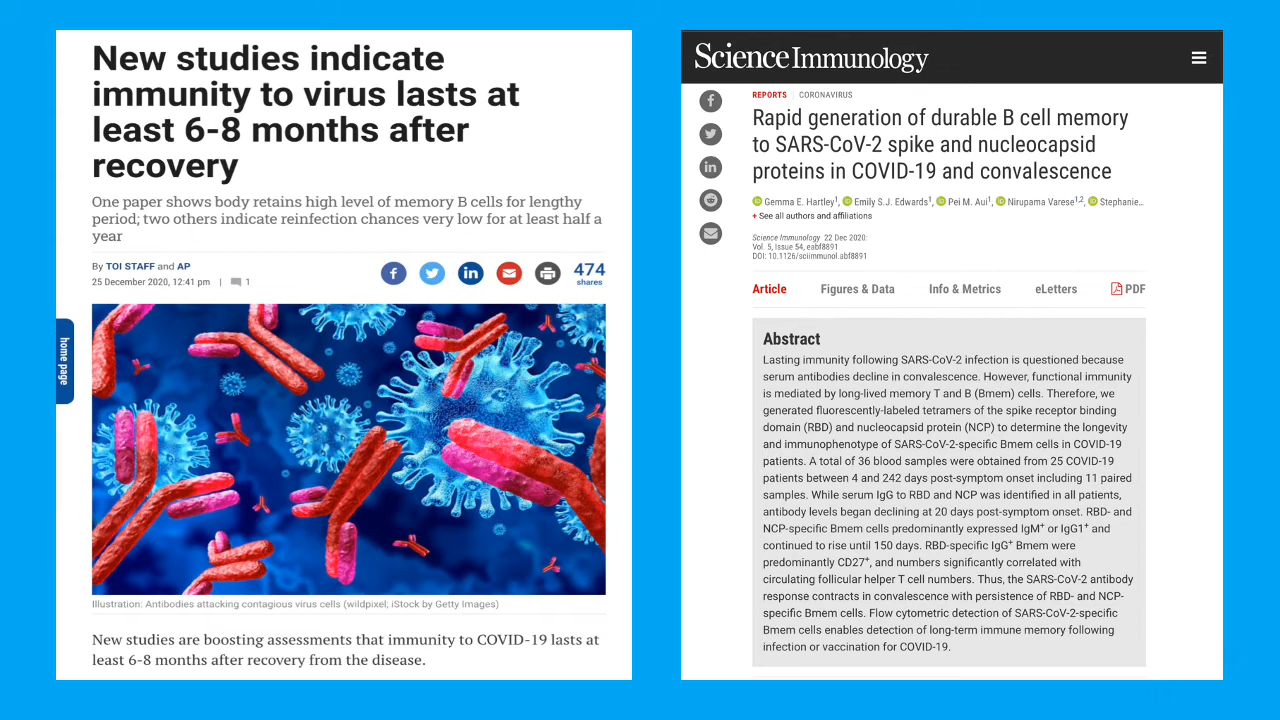 New studies indicate
immunity to virus lasts at
least 6-8 months after
recovery
One paper shows body retains high level of memory B cells for lengthy
period; two others indicate reinfection chances very low for at least half a
year
By TOI STAFF and AP
25 December 2020, 12:41 pm | 1
474
shares
home page
Illustration: Antibodies attacking contagious virus cells (wildpixel; iStock by Getty Images)
New studies are boosting assessments that immunity to COVID-19 lasts at
least 6-8 months after recovery from the disease.
Science Immunology
REPORTS CORONAVIRUS
Rapid generation of durable B cell memory
to SARS-CoV-2 spike and nucleocapsid
proteins in COVID-19 and convalescence
Gemma E. Hartley¹, Emily S.J. Edwards¹, Pei M. Aui¹, Nirupama Varese¹,², Stephanie...
+ See all authors and affiliations
Science Immunology 22 Dec 2020:
Vol. 5, Issue 54, eabf8891
DOI: 10.1126/sciimmunol.abf8891
Article Figures & Data Info & Metrics eLetters PDF
Abstract
Lasting immunity following SARS-CoV-2 infection is questioned because
serum antibodies decline in convalescence. However, functional immunity
is mediated by long-lived memory T and B (Bmem) cells. Therefore, we
generated fluorescently-labeled tetramers of the spike receptor binding
domain (RBD) and nucleocapsid protein (NCP) to determine the longevity
and immunophenotype of SARS-CoV-2-specific Bmem cells in COVID-19
patients. A total of 36 blood samples were obtained from 25 COVID-19
patients between 4 and 242 days post-symptom onset including 11 paired
samples. While serum IgG to RBD and NCP was identified in all patients,
antibody levels began declining at 20 days post-symptom onset. RBD- and
NCP-specific Bmem cells predominantly expressed IgM⁺ or IgG1⁺ and
continued to rise until 150 days. RBD-specific IgG⁺ Bmem were
predominantly CD27⁺, and numbers significantly correlated with
circulating follicular helper T cell numbers. Thus, the SARS-CoV-2 antibody
response contracts in convalescence with persistence of RBD- and NCP-
specific Bmem cells. Flow cytometric detection of SARS-CoV-2-specific
Bmem cells enables detection of long-term immune memory following
infection or vaccination for COVID-19.